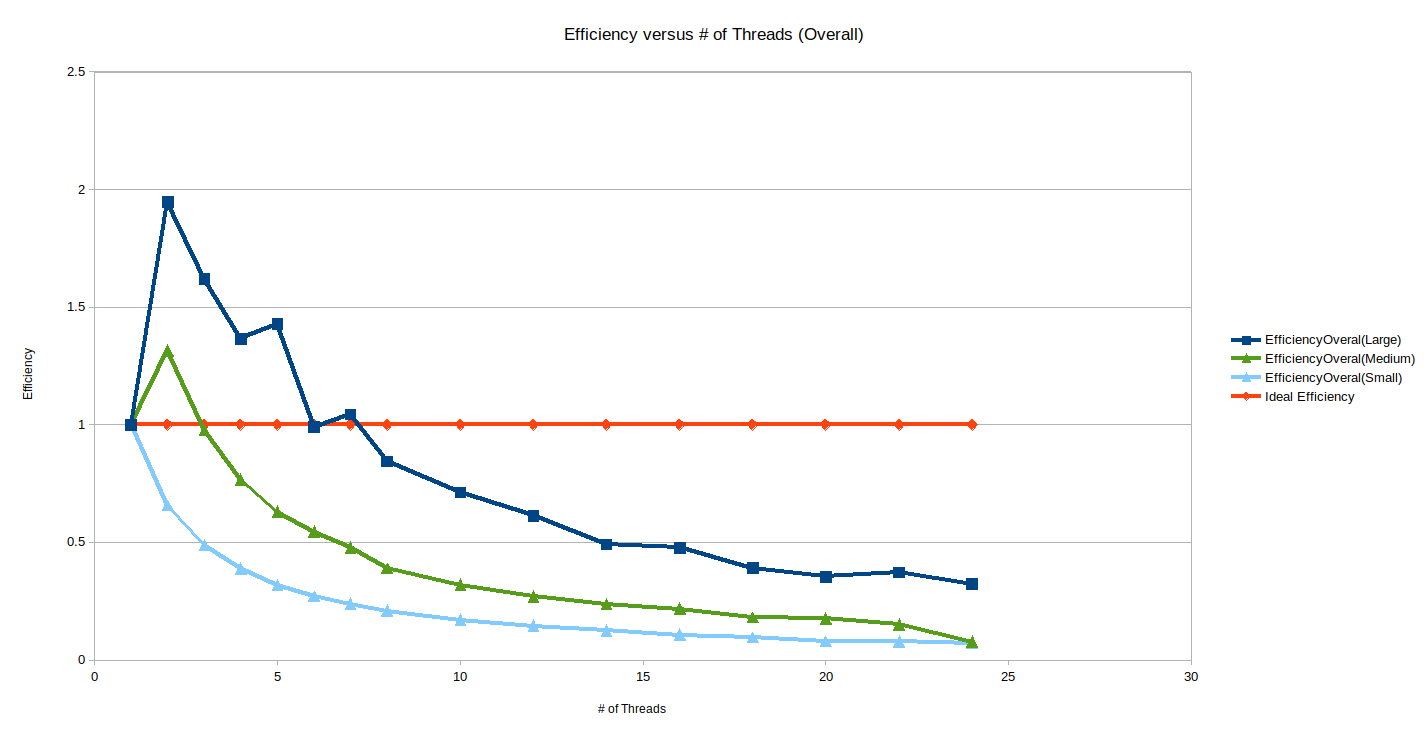 Efficiency versus # of Threads (Overall)
2.5
2
1.5
1
0.5
0
Efficiency
0 5 10 15 20 25 30
# of Threads
EfficiencyOveral(Large)
EfficiencyOveral(Medium)
EfficiencyOveral(Small)
Ideal Efficiency